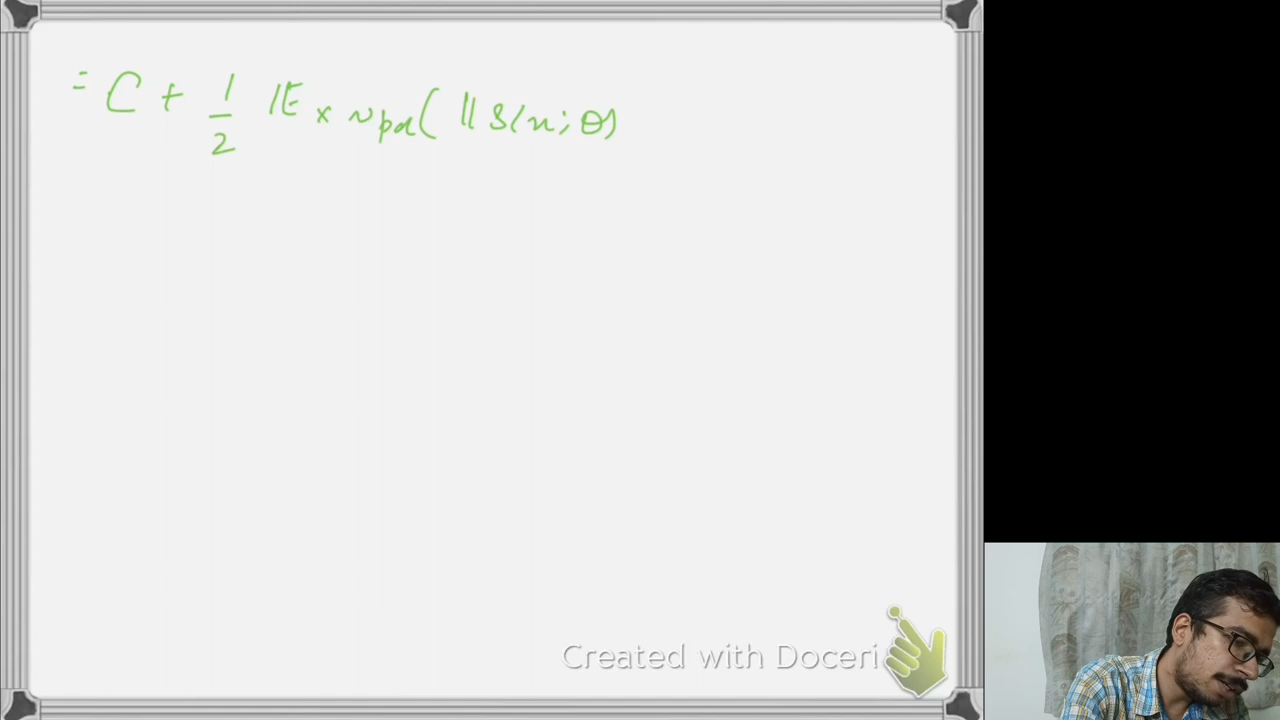 = C + 1/2 𝔼 x ~ pd ( || S(x; θ)
Created with Doceri